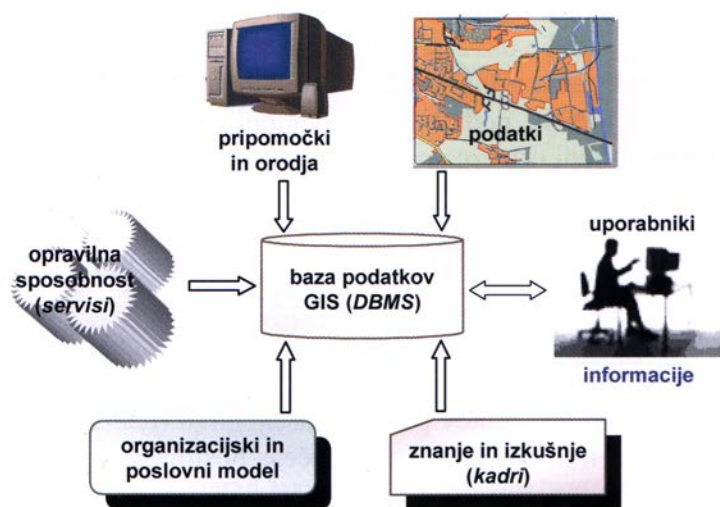 pripomočki
in orodja
podatki
opravilna
sposobnost
(servisi)
baza podatkov
GIS (DBMS)
uporabniki
informacije
organizacijski in
poslovni model
znanje in izkušnje
(kadri)